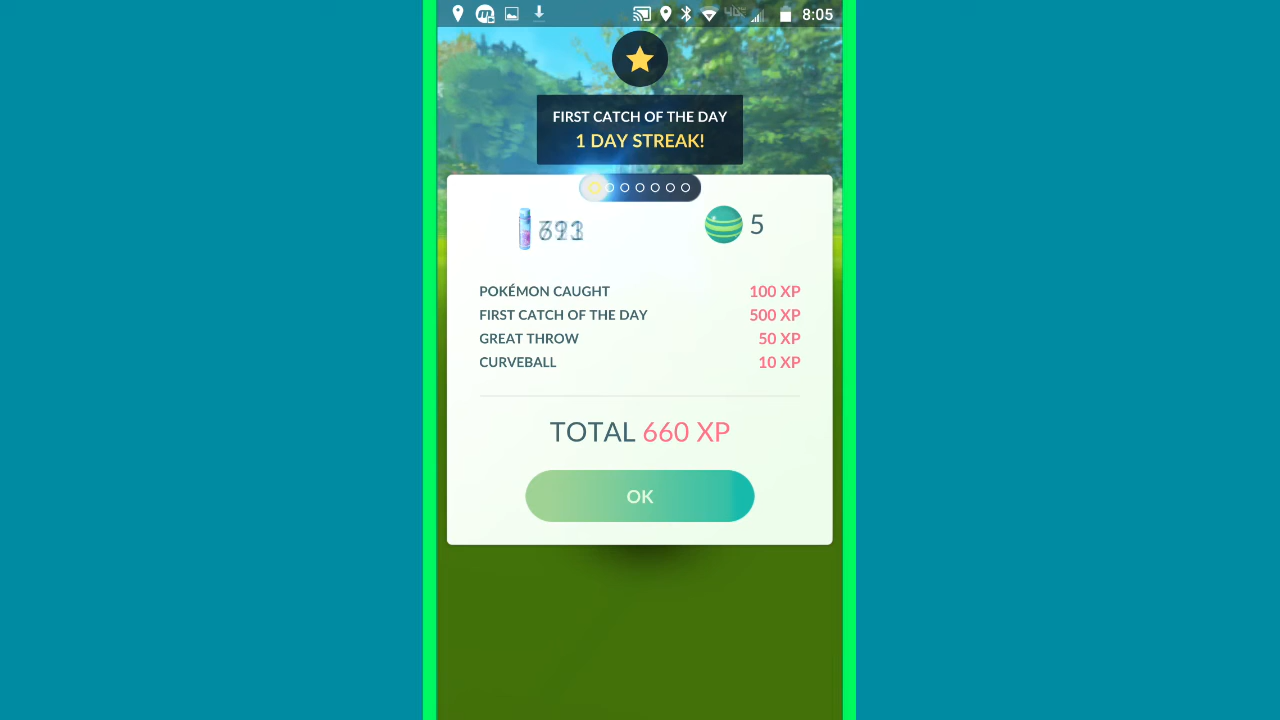 8:05
FIRST CATCH OF THE DAY
1 DAY STREAK!
5
POKÉMON CAUGHT 100 XP
FIRST CATCH OF THE DAY 500 XP
GREAT THROW 50 XP
CURVEBALL 10 XP
TOTAL 660 XP
OK